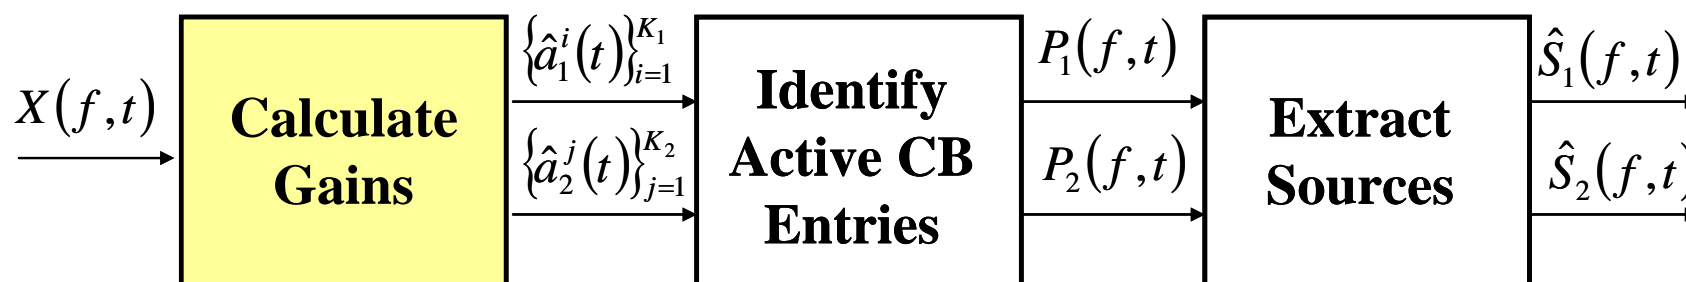 X(f,t)
Calculate
Gains
{â₁ⁱ(t)}ᵢ₌₁^{K₁}
{â₂ʲ(t)}ⱼ₌₁^{K₂}
Identify
Active CB
Entries
P₁(f,t)
P₂(f,t)
Extract
Sources
Ŝ₁(f,t)
Ŝ₂(f,t)